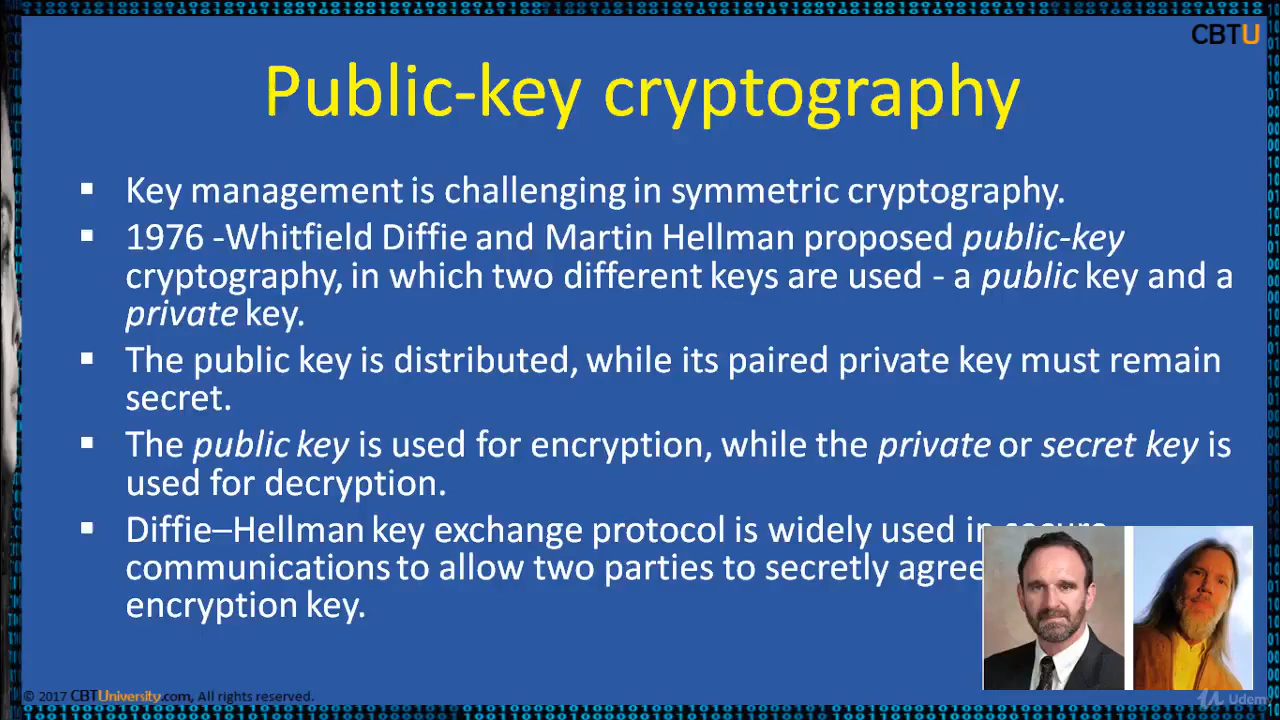 CBTU
Public-key cryptography
▪ Key management is challenging in symmetric cryptography.
▪ 1976 -Whitfield Diffie and Martin Hellman proposed public-key
cryptography, in which two different keys are used - a public key and a
private key.
▪ The public key is distributed, while its paired private key must remain
secret.
▪ The public key is used for encryption, while the private or secret key is
used for decryption.
▪ Diffie–Hellman key exchange protocol is widely used in secure
communications to allow two parties to secretly agree
encryption key.
© 2017 CBTUniversity.com, All rights reserved.
Udemy